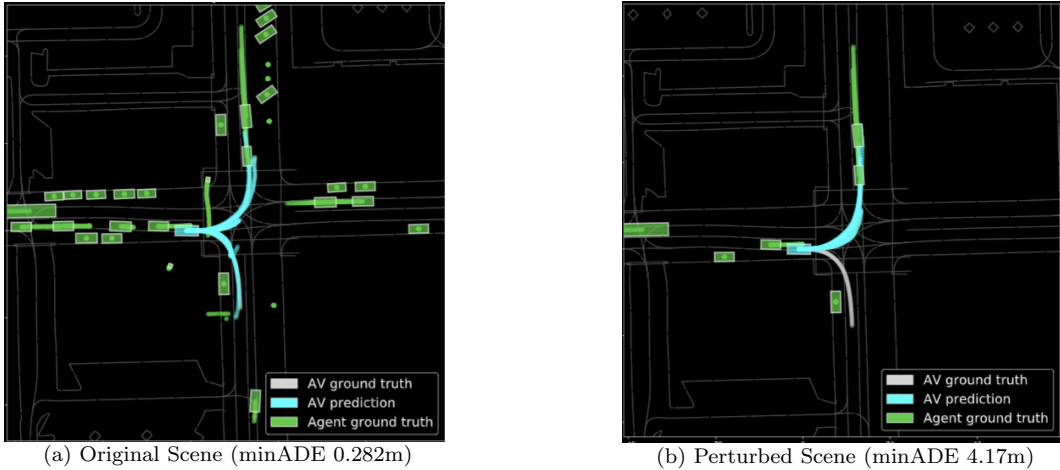 AV ground truth
AV prediction
Agent ground truth
(a) Original Scene (minADE 0.282m)
AV ground truth
AV prediction
Agent ground truth
(b) Perturbed Scene (minADE 4.17m)